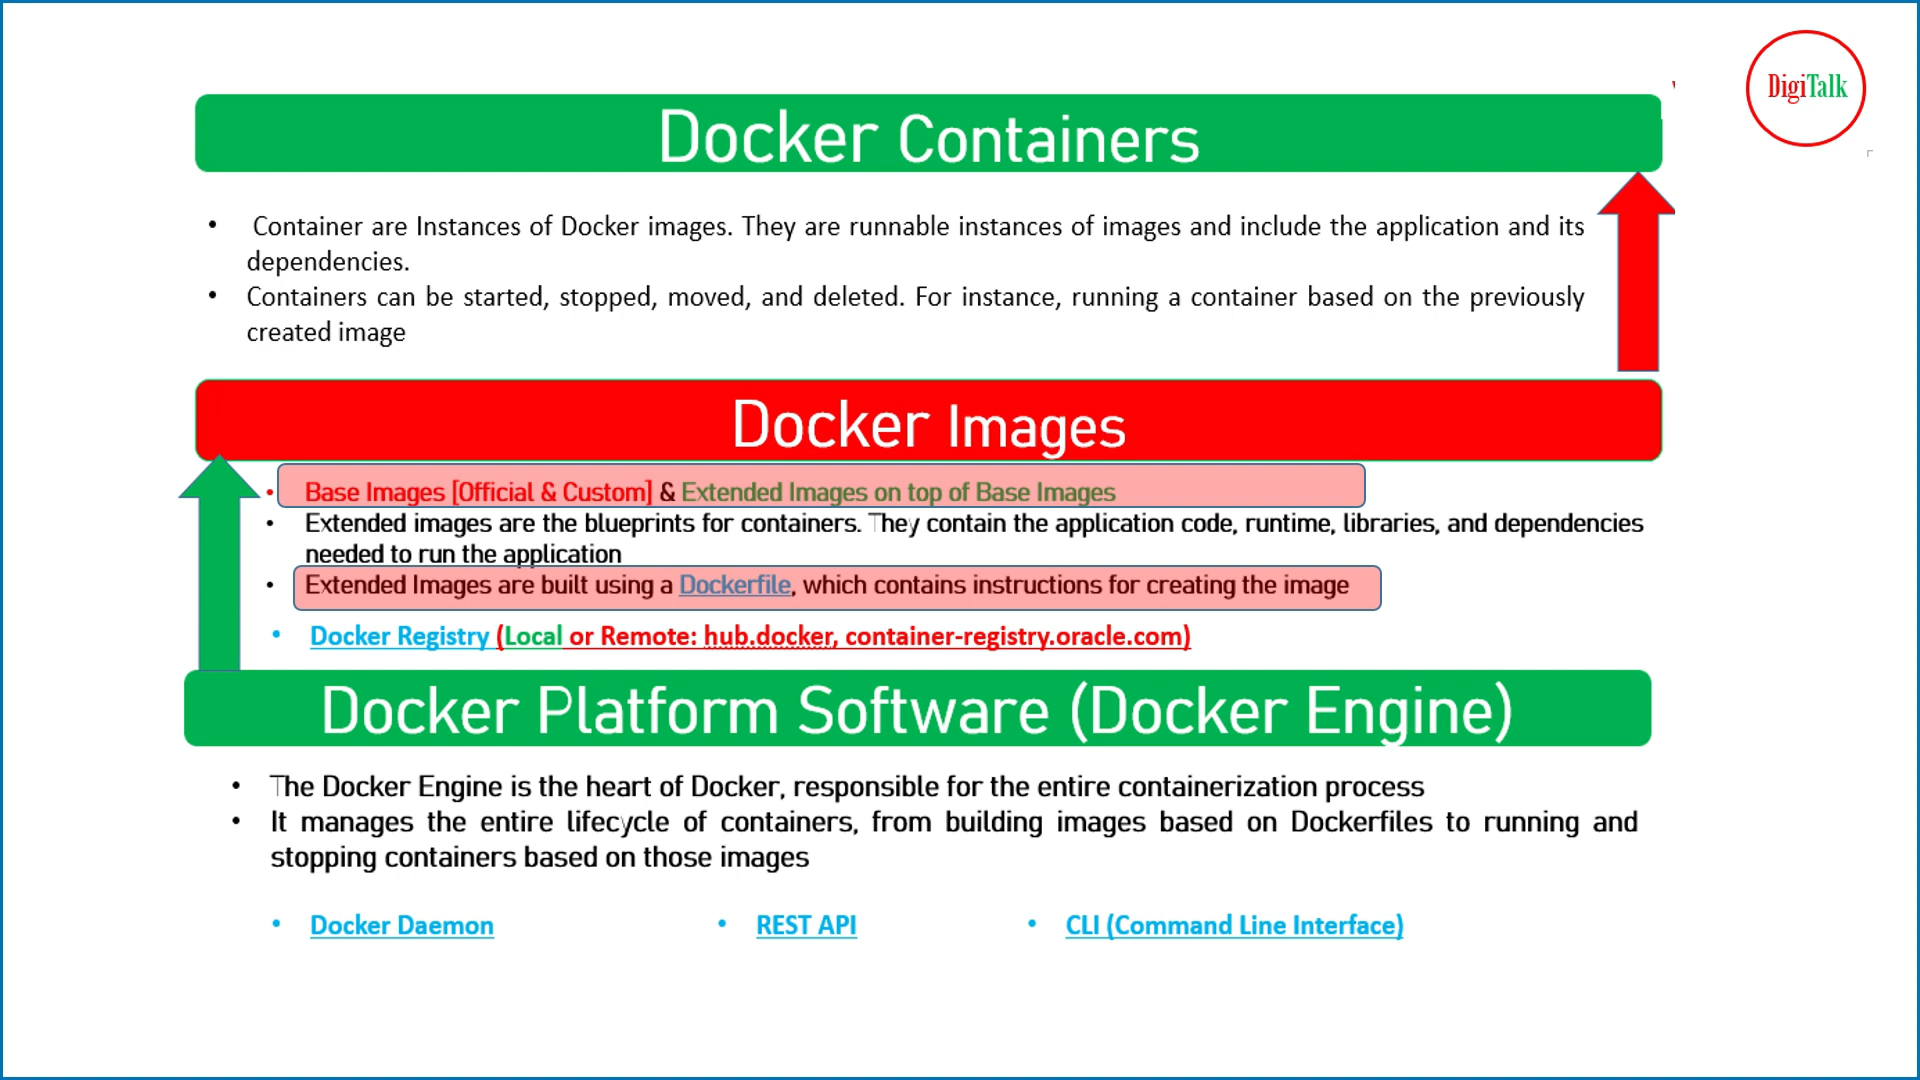 DigiTalk
Docker Containers
• Container are Instances of Docker images. They are runnable instances of images and include the application and its
dependencies.
• Containers can be started, stopped, moved, and deleted. For instance, running a container based on the previously
created image
Docker Images
• Base Images [Official & Custom] & Extended Images on top of Base Images
• Extended images are the blueprints for containers. They contain the application code, runtime, libraries, and dependencies
needed to run the application
• Extended Images are built using a Dockerfile, which contains instructions for creating the image
• Docker Registry (Local or Remote: hub.docker, container-registry.oracle.com)
Docker Platform Software (Docker Engine)
• The Docker Engine is the heart of Docker, responsible for the entire containerization process
• It manages the entire lifecycle of containers, from building images based on Dockerfiles to running and
stopping containers based on those images
• Docker Daemon • REST API • CLI (Command Line Interface)